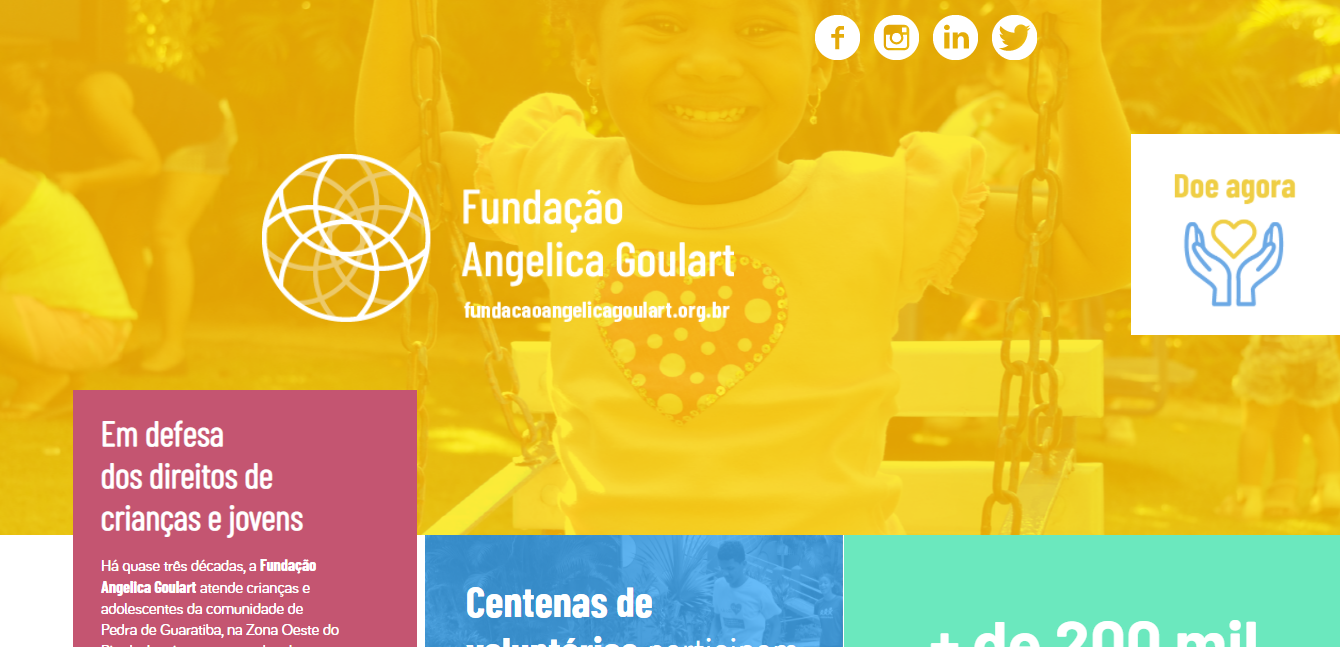 Doe agora
Fundação
Angelica Goulart
fundacaoangelicagoulart.org.br
Em defesa
dos direitos de
crianças e jovens
Há quase três décadas, a Fundação
Angelica Goulart atende crianças e
adolescentes da comunidade de
Pedra de Guaratiba, na Zona Oeste do
Centenas de
voluntários participam
+ de 200 mil